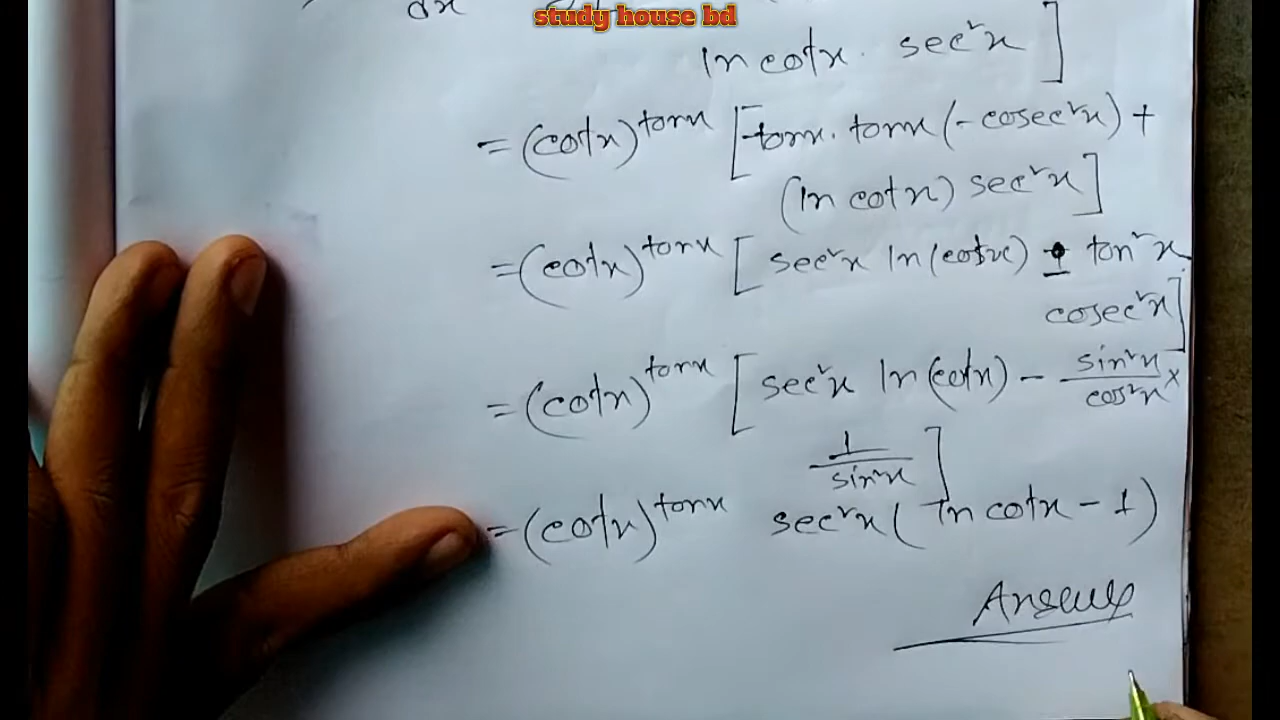 study house bd
dx
ln cotx . sec²x ]
= (cotx)^tanx [ tanx . tanx (- cosec²x) +
(ln cotx) sec²x ]
= (cotx)^tanx [ sec²x ln (cotx) - tan²x
cosec²x ]
= (cotx)^tanx [ sec²x ln (cotx) - sin²x/cos²x ×
1/sin²x ]
= (cotx)^tanx sec²x ( ln cotx - 1 )
Answer